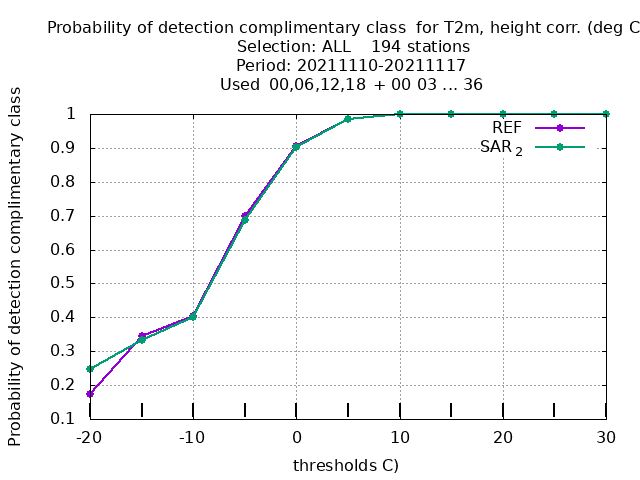 Probability of detection complimentary class  for T2m, height corr. (deg C
Selection: ALL    194 stations
Period: 20211110-20211117
Used  00,06,12,18 + 00 03 ... 36
Probability of detection complimentary class
1
0.9
0.8
0.7
0.6
0.5
0.4
0.3
0.2
0.1
REF
SAR 2
-20
-10
0
10
20
30
thresholds C)